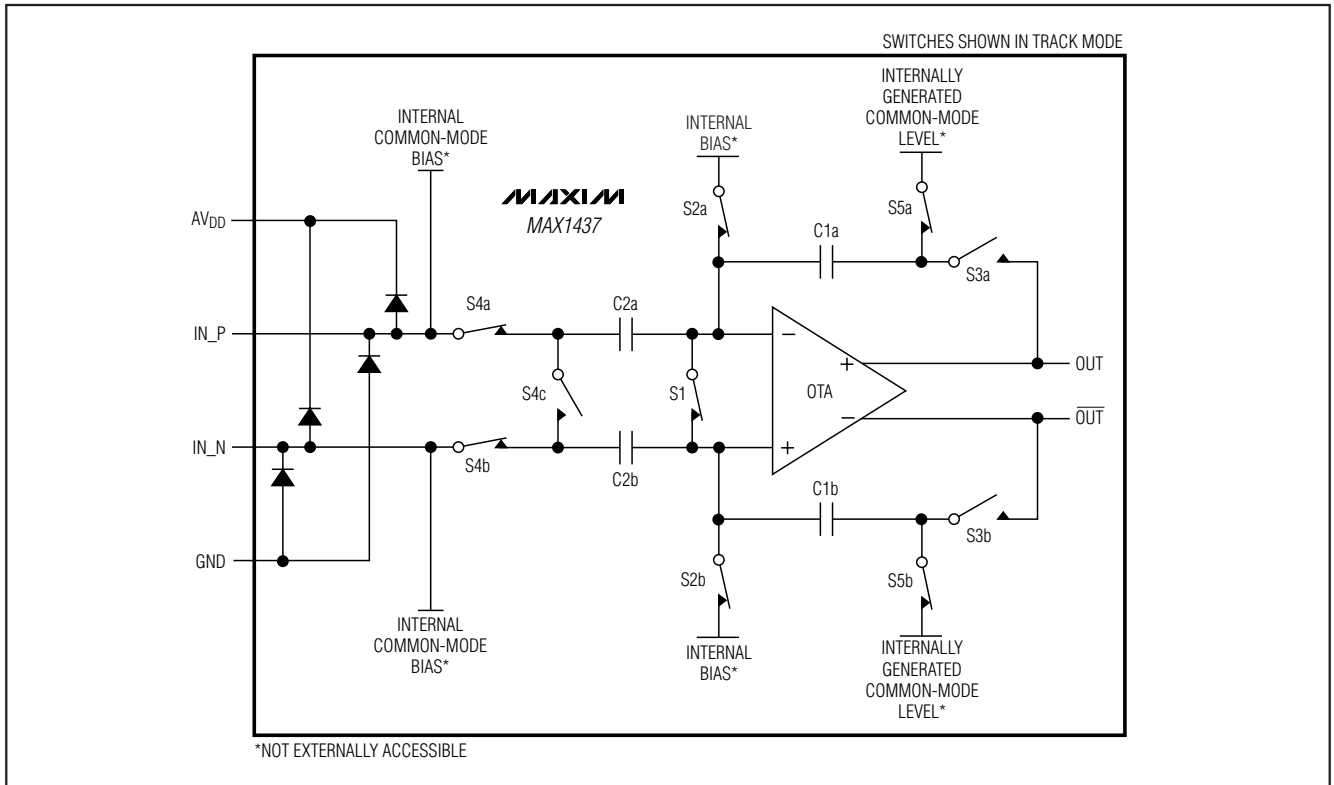 SWITCHES SHOWN IN TRACK MODE
INTERNAL
COMMON-MODE
BIAS*
INTERNAL
BIAS*
INTERNALLY
GENERATED
COMMON-MODE
LEVEL*
MAXIM
MAX1437
AVDD
S2a
S5a
C1a
S3a
S4a
C2a
IN_P
OUT
S4c
S1
OTA
OUT
IN_N
S4b
C2b
C1b
S3b
GND
S2b
S5b
INTERNAL
COMMON-MODE
BIAS*
INTERNAL
BIAS*
INTERNALLY
GENERATED
COMMON-MODE
LEVEL*
*NOT EXTERNALLY ACCESSIBLE